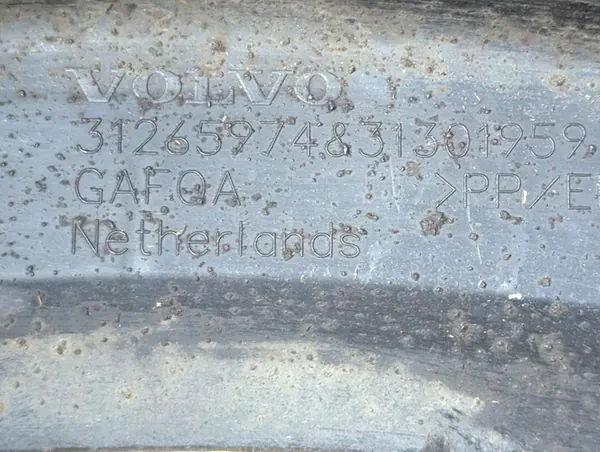 VOLVO
31265974&31301959
GAFQA >PP/E
Netherlands